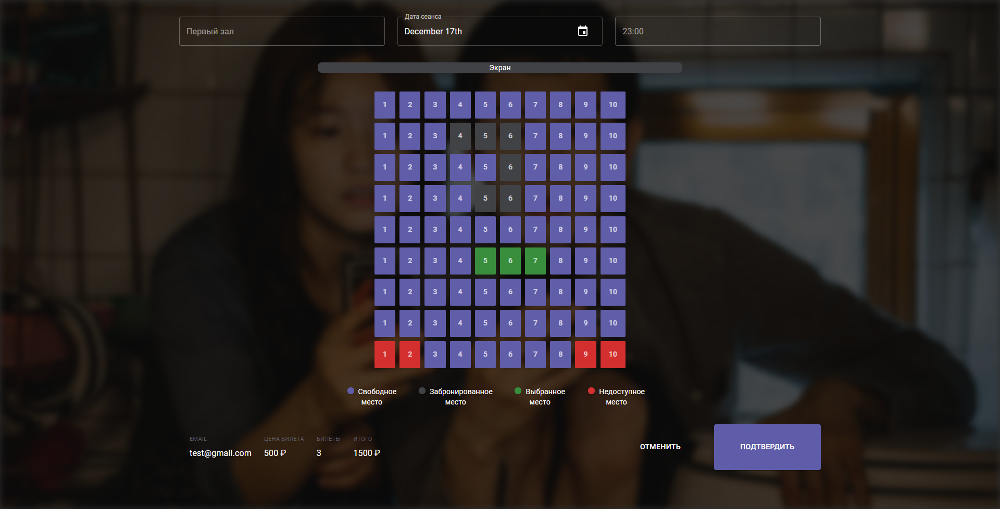 Первый зал
Дата сеанса
December 17th
23:00
Экран
1 2 3 4 5 6 7 8 9 10
1 2 3 4 5 6 7 8 9 10
1 2 3 4 5 6 7 8 9 10
1 2 3 4 5 6 7 8 9 10
1 2 3 4 5 6 7 8 9 10
1 2 3 4 5 6 7 8 9 10
1 2 3 4 5 6 7 8 9 10
1 2 3 4 5 6 7 8 9 10
1 2 3 4 5 6 7 8 9 10
Свободное
место
Забронированное
место
Выбранное
место
Недоступное
место
EMAIL
test@gmail.com
ЦЕНА БИЛЕТА
500 ₽
БИЛЕТЫ
3
ИТОГО
1500 ₽
ОТМЕНИТЬ
ПОДТВЕРДИТЬ